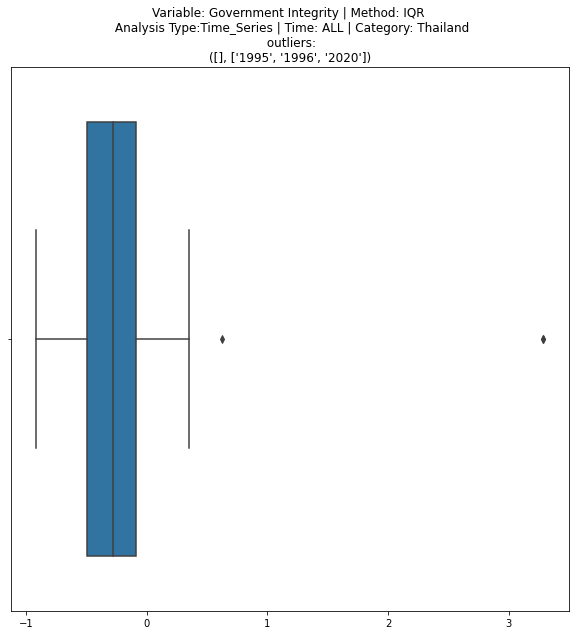 Variable: Government Integrity | Method: IQR
Analysis Type:Time_Series | Time: ALL | Category: Thailand
outliers:
([], ['1995', '1996', '2020'])
−1 0 1 2 3